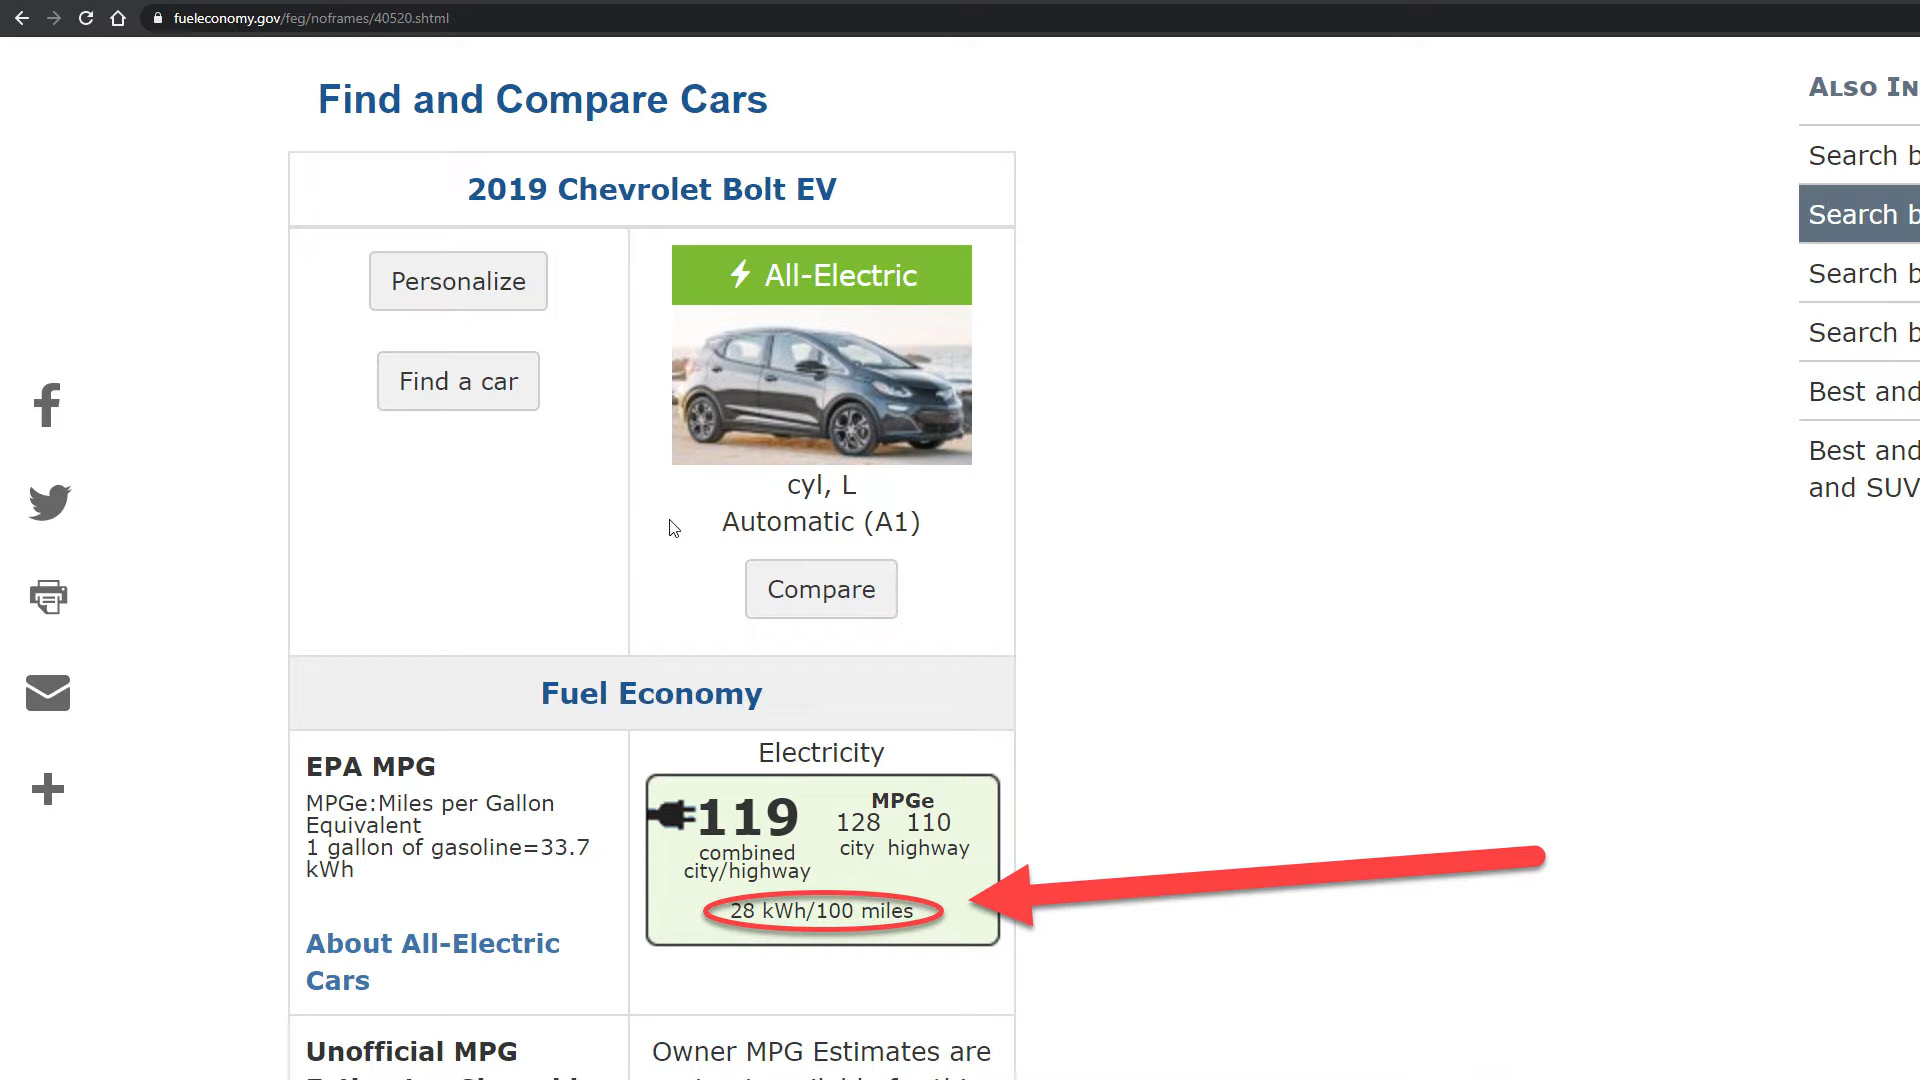 fueleconomy.gov/feg/noframes/40520.shtml
Find and Compare Cars
2019 Chevrolet Bolt EV
Personalize
Find a car
All-Electric
cyl, L
Automatic (A1)
Compare
Fuel Economy
EPA MPG
MPGe:Miles per Gallon
Equivalent
1 gallon of gasoline=33.7
kWh
About All-Electric
Cars
Electricity
119
combined
city/highway
MPGe
128 110
city highway
28 kWh/100 miles
Unofficial MPG
Owner MPG Estimates are
Also In
Search b
Search b
Search b
Search b
Best and
Best and
and SUV